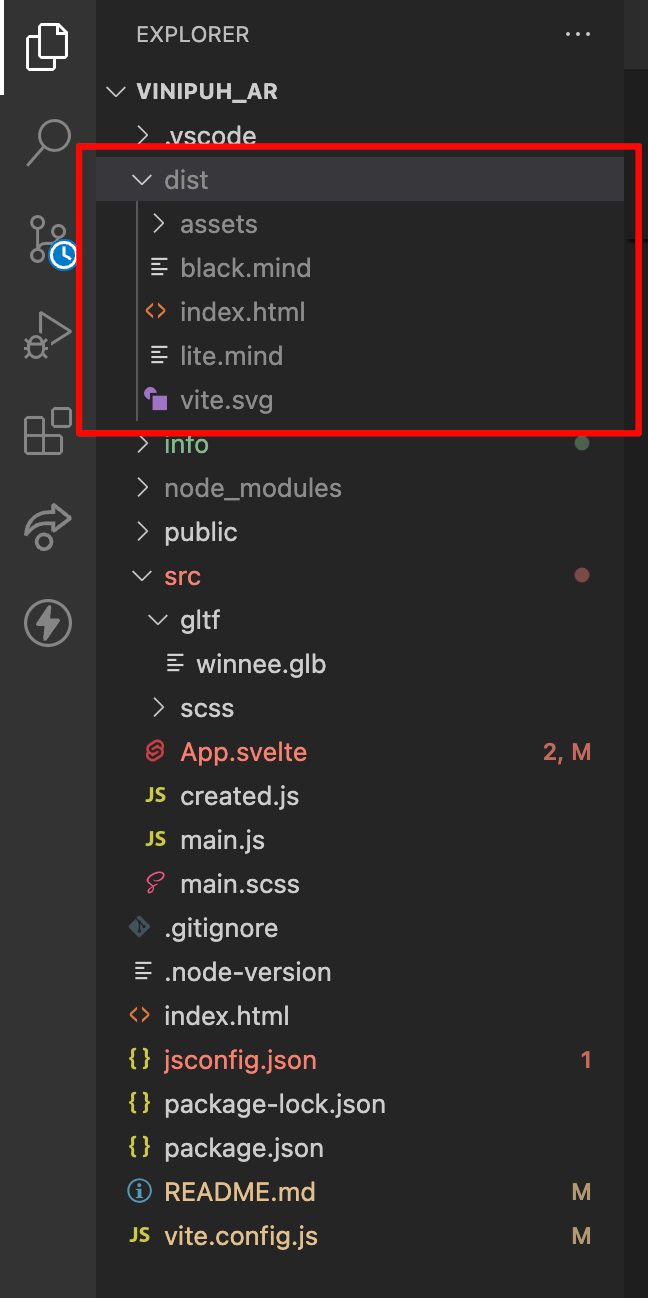 EXPLORER
VINIPUH_AR
.vscode
dist
assets
black.mind
index.html
lite.mind
vite.svg
info
node_modules
public
src
gltf
winnee.glb
scss
App.svelte 2, M
JS created.js
JS main.js
main.scss
.gitignore
.node-version
index.html
{} jsconfig.json 1
{} package-lock.json
{} package.json
README.md M
JS vite.config.js M